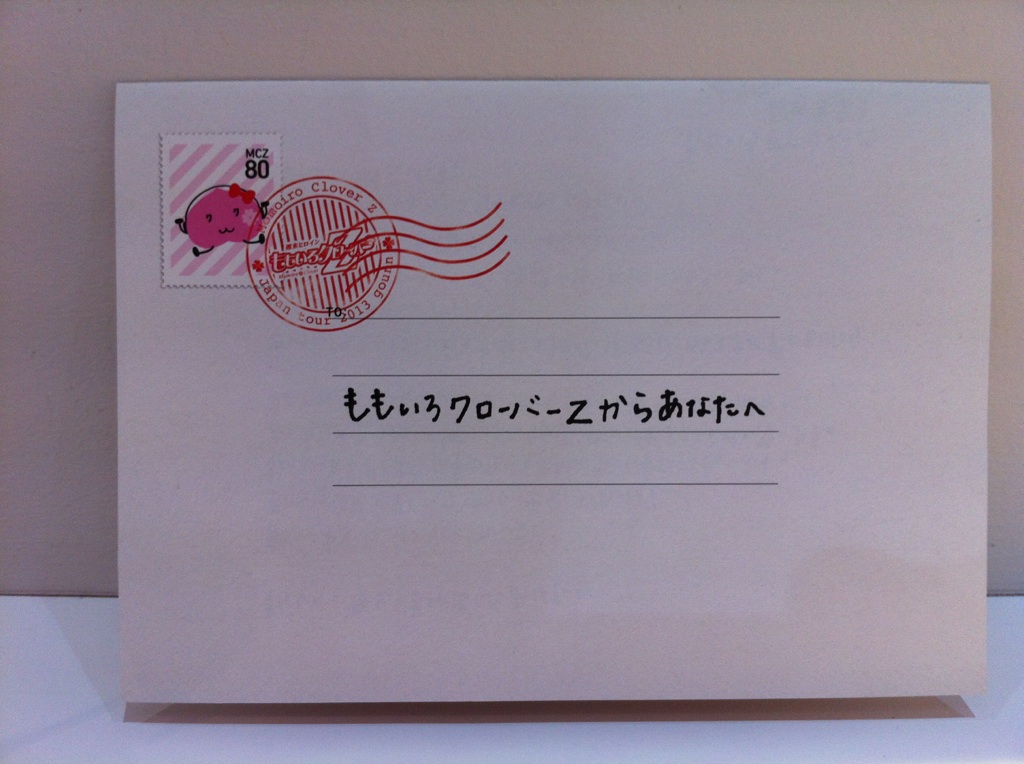 MCZ
80
Momoiro Clover Z
ももいろクローバーZ
Japan tour 2013 gounn
TO,
ももいろクローバーZからあなたへ